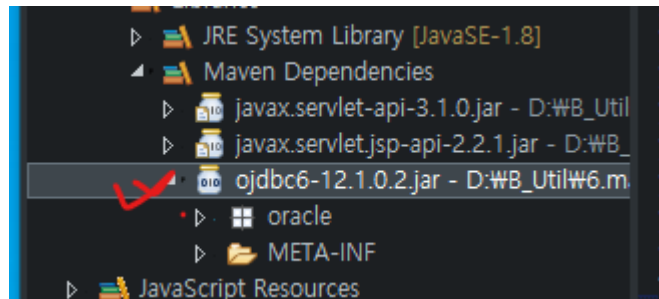 Libraries
JRE System Library [JavaSE-1.8]
Maven Dependencies
javax.servlet-api-3.1.0.jar - D:₩B_Util
javax.servlet.jsp-api-2.2.1.jar - D:₩B_
ojdbc6-12.1.0.2.jar - D:₩B_Util₩6.m
oracle
META-INF
JavaScript Resources